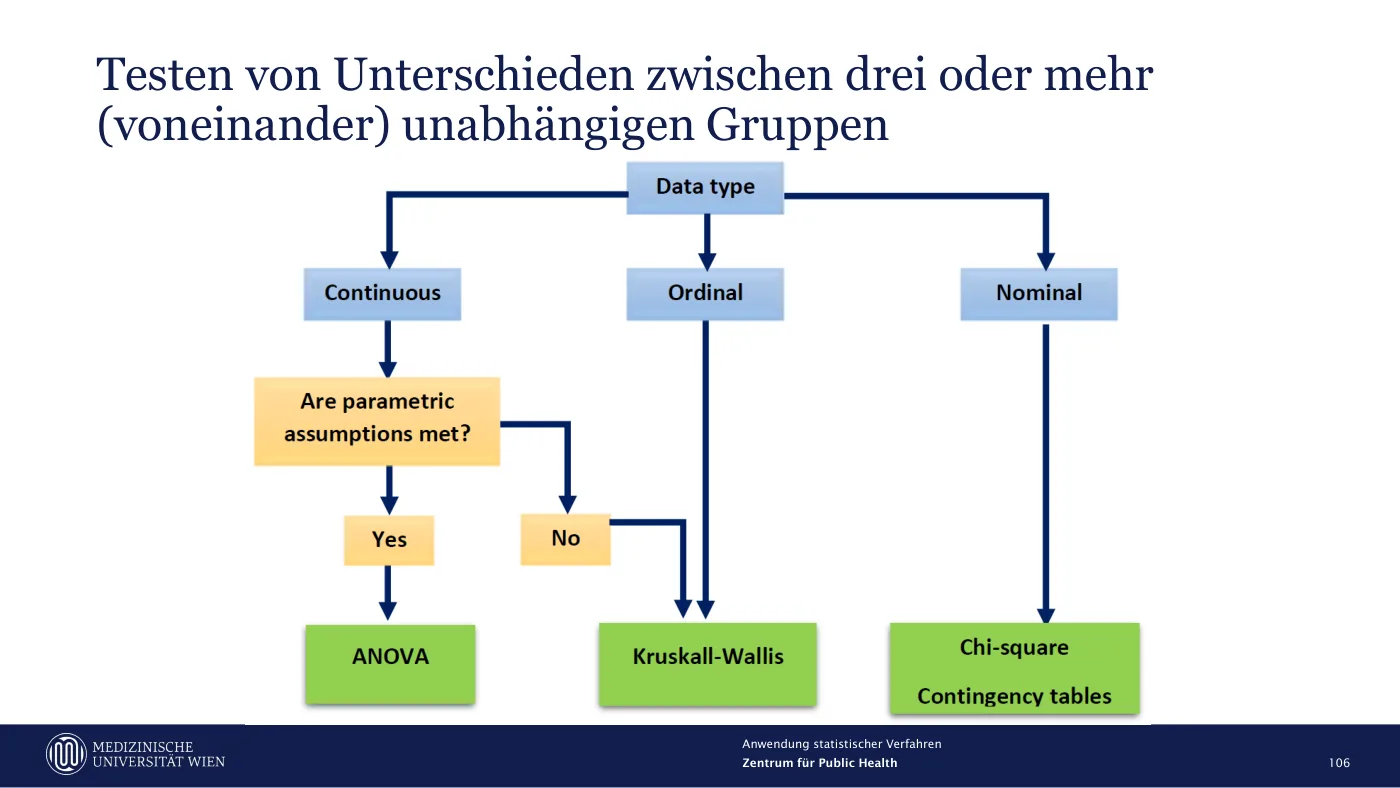 Testen von Unterschieden zwischen drei oder mehr
(voneinander) unabhängigen Gruppen
Data type
Continuous
Ordinal
Nominal
Are parametric
assumptions met?
Yes
No
ANOVA
Kruskall-Wallis
Chi-square
Contingency tables
MEDIZINISCHE
UNIVERSITÄT WIEN
Anwendung statistischer Verfahren
Zentrum für Public Health
106